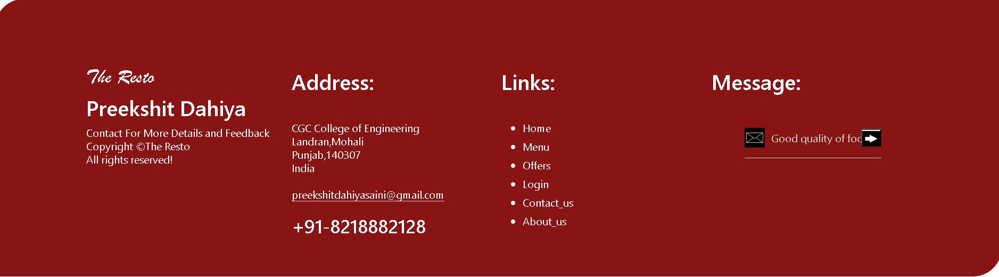 The Resto
Preekshit Dahiya
Contact For More Details and Feedback
Copyright ©The Resto
All rights reserved!
Address:
CGC College of Engineering
Landran,Mohali
Punjab,140307
India
preekshitdahiyasaini@gmail.com
+91-8218882128
Links:
Home
Menu
Offers
Login
Contact_us
About_us
Message:
Good quality of